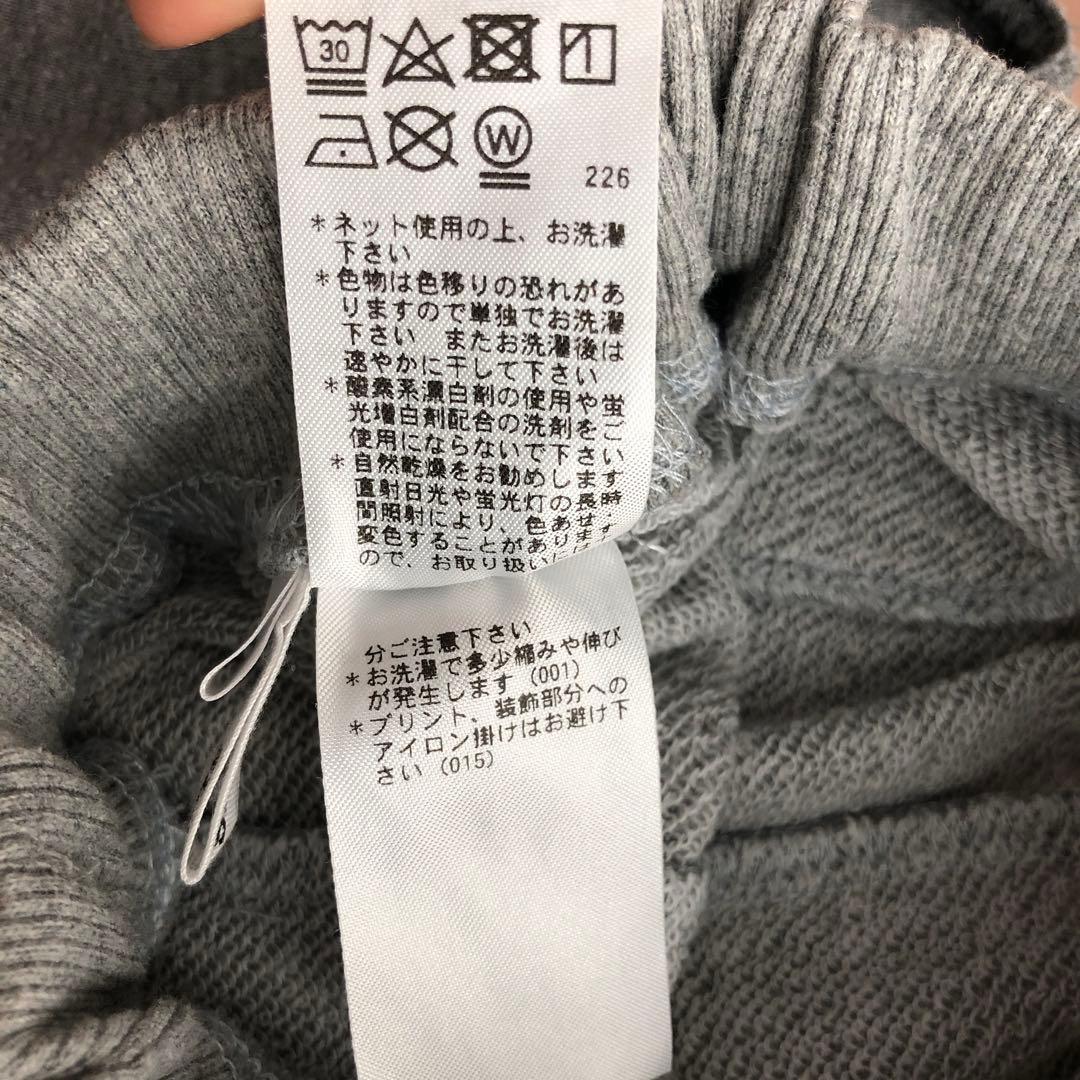 30
W
226
*ネット使用の上、お洗濯
下さい
*色物は色移りの恐れがあ
りますので単独でお洗濯
下さい またお洗濯後は
速やかに干して下さい
*酸素系漂白剤の使用や蛍
光増白剤配合の洗剤をご
使用にならないで下さい
*自然乾燥をお勧めします
直射日光や蛍光灯の長時
間照射により、色あせ・
変色することがあります
ので、お取り扱いには
分ご注意下さい
*お洗濯で多少縮みや伸び
が発生します(001)
*プリント、装飾部分への
アイロン掛けはお避け下
さい(015)